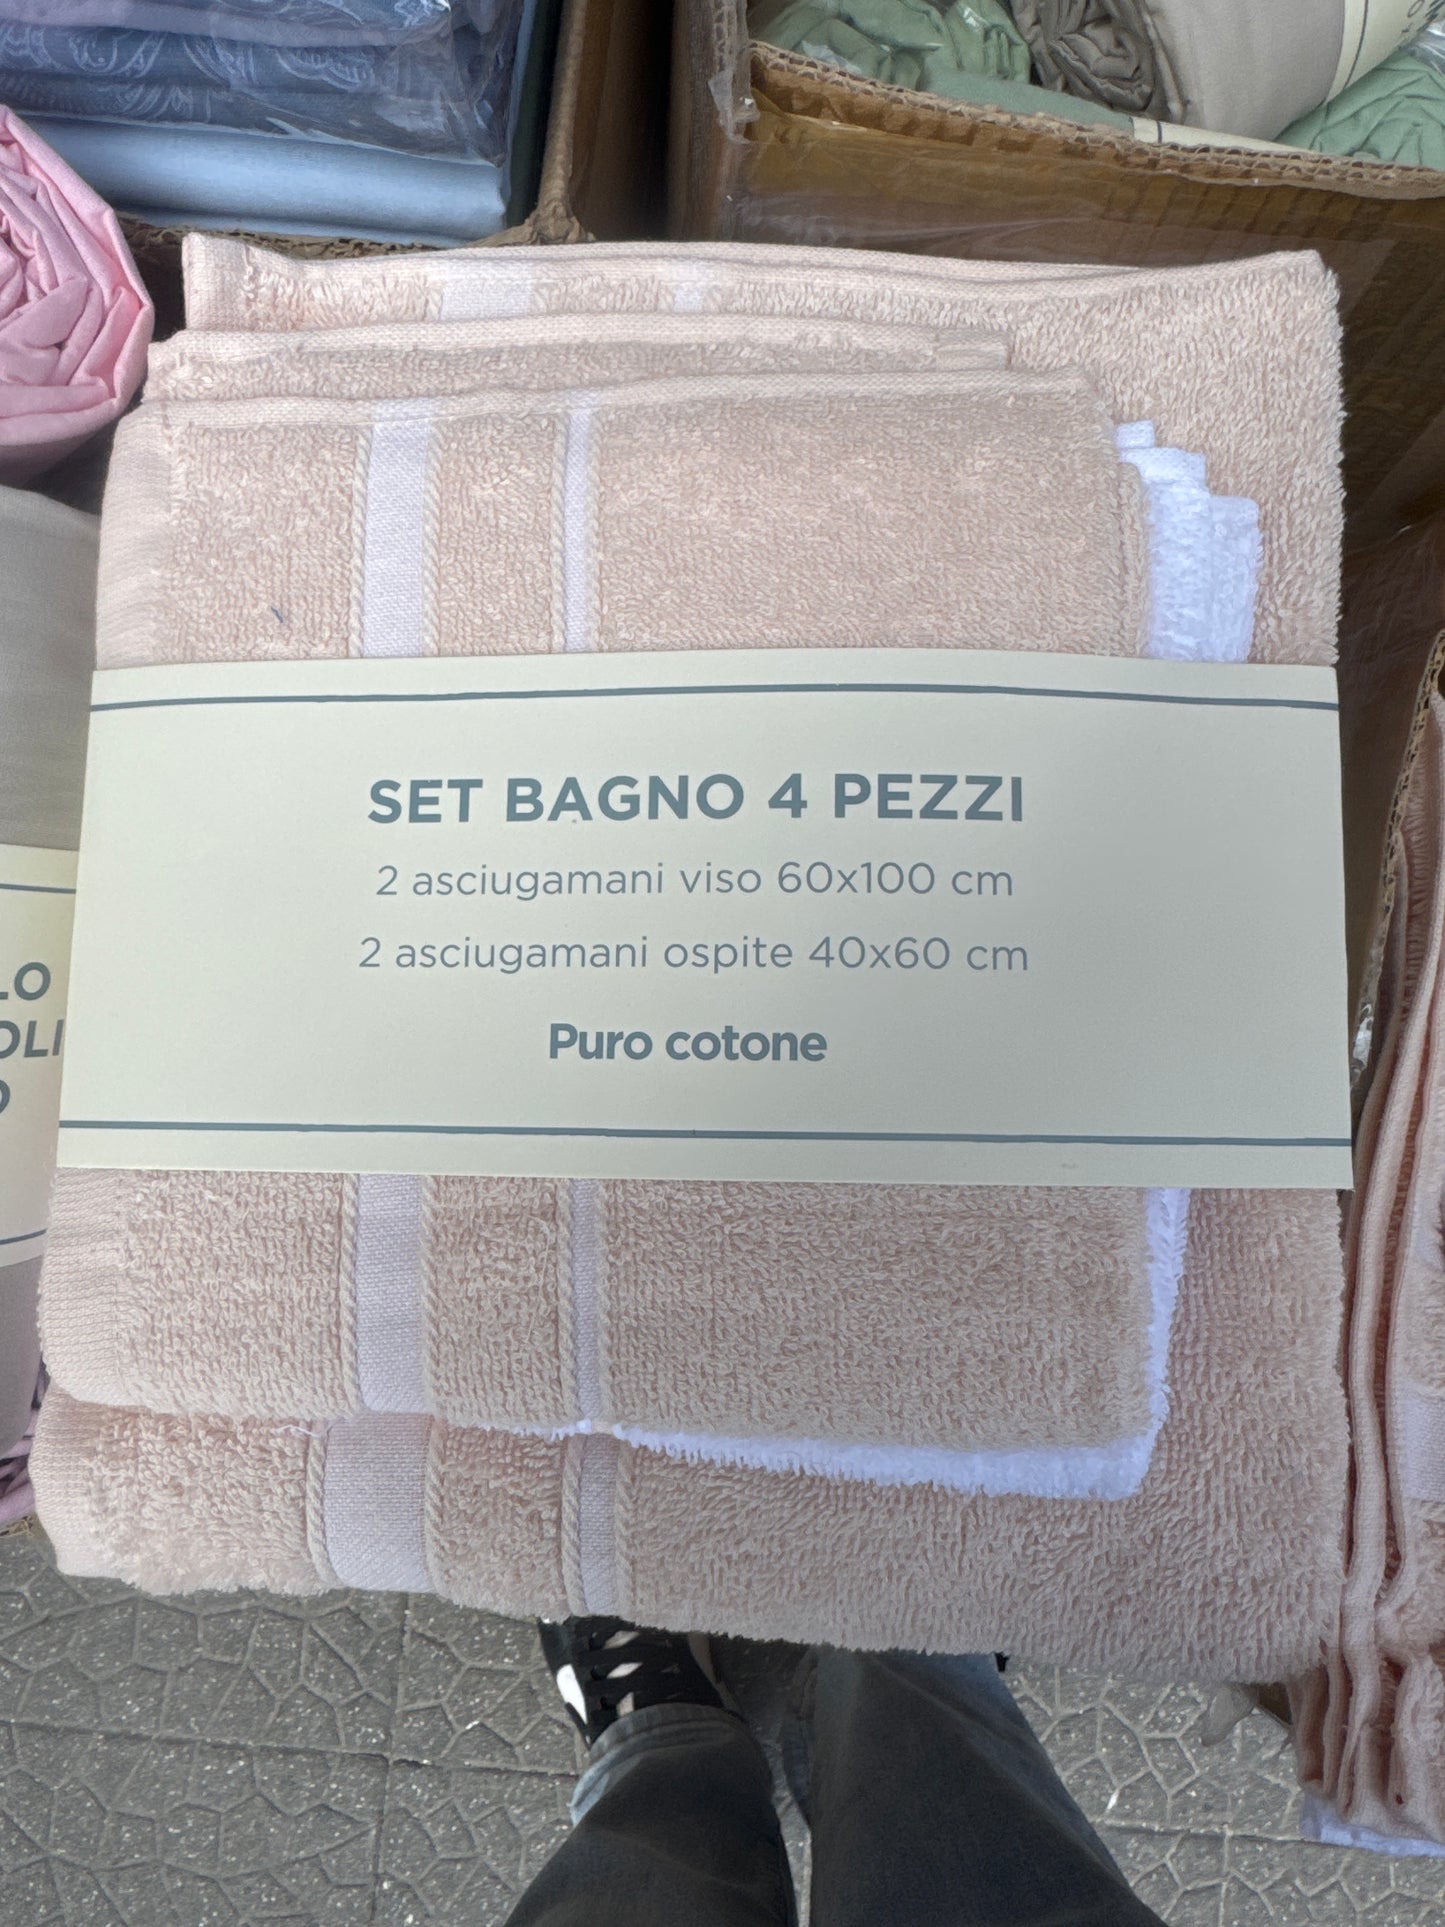 SET BAGNO 4 PEZZI
2 asciugamani viso 60x100 cm
2 asciugamani ospite 40x60 cm
Puro cotone